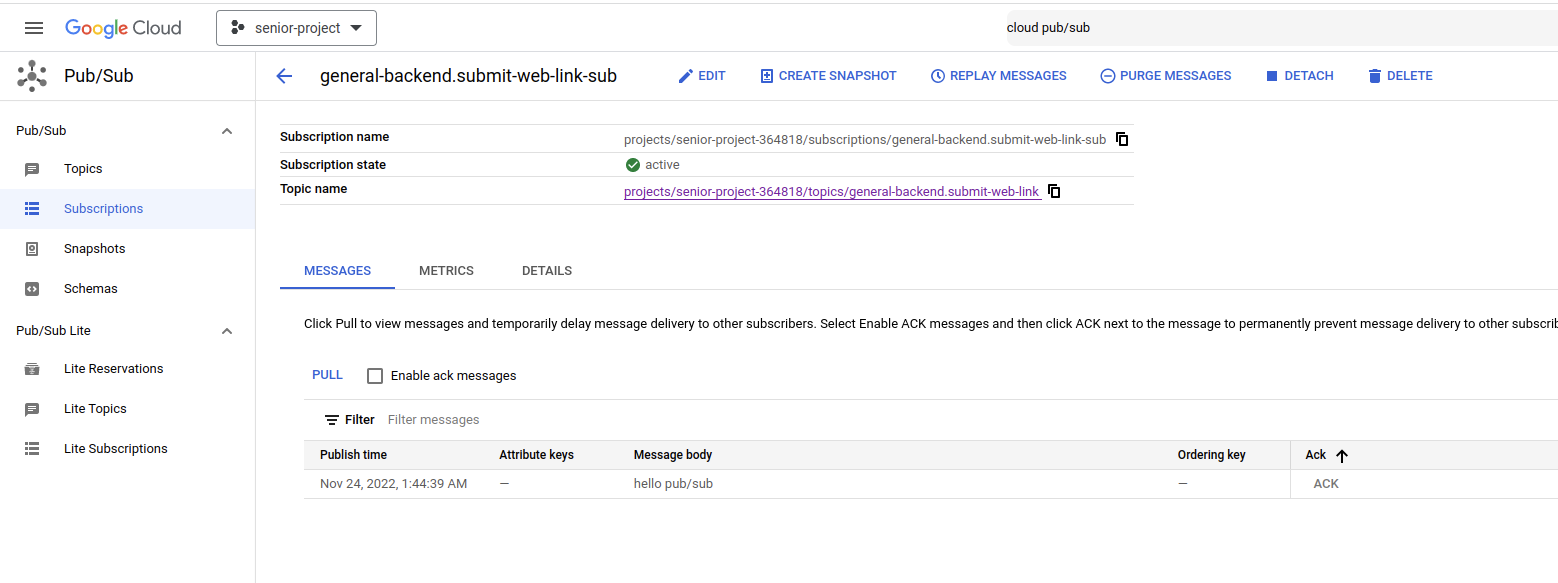 Google Cloud senior-project cloud pub/sub
Pub/Sub general-backend.submit-web-link-sub EDIT CREATE SNAPSHOT REPLAY MESSAGES PURGE MESSAGES DETACH DELETE
Pub/Sub
Topics
Subscriptions
Snapshots
Schemas
Pub/Sub Lite
Lite Reservations
Lite Topics
Lite Subscriptions
Subscription name projects/senior-project-364818/subscriptions/general-backend.submit-web-link-sub
Subscription state active
Topic name projects/senior-project-364818/topics/general-backend.submit-web-link
MESSAGES METRICS DETAILS
Click Pull to view messages and temporarily delay message delivery to other subscribers. Select Enable ACK messages and then click ACK next to the message to permanently prevent message delivery to other subscrib
PULL Enable ack messages
Filter Filter messages
Publish time Attribute keys Message body Ordering key Ack
Nov 24, 2022, 1:44:39 AM — hello pub/sub — ACK